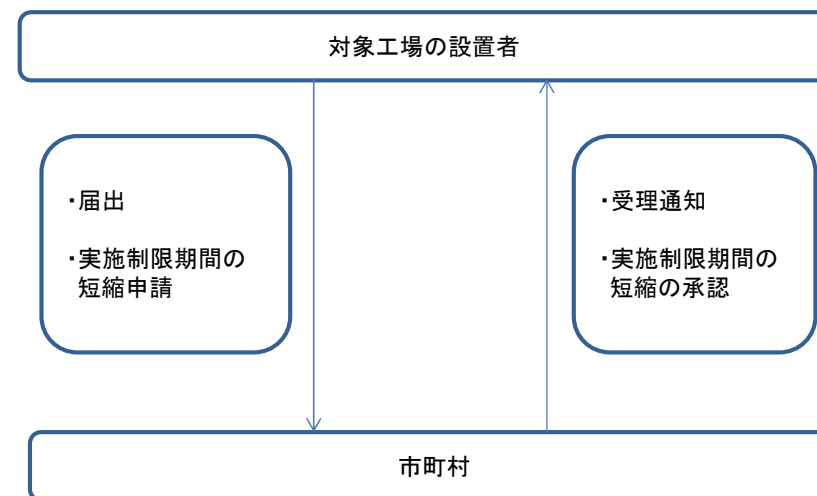 対象工場の設置者
・届出
・実施制限期間の
短縮申請
・受理通知
・実施制限期間の
短縮の承認
市町村